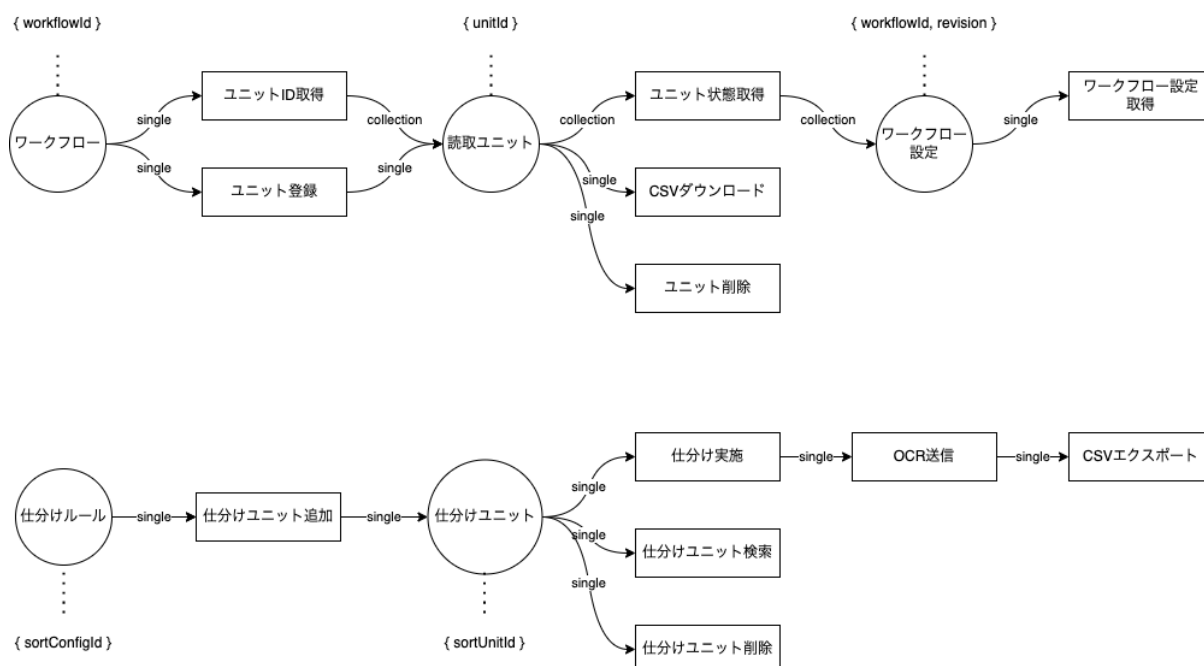 { workflowId }
{ unitId }
{ workflowId, revision }
ワークフロー
single
single
ユニットID取得
ユニット登録
collection
single
読取ユニット
collection
single
single
ユニット状態取得
CSVダウンロード
ユニット削除
collection
ワークフロー
設定
single
ワークフロー設定
取得
仕分けルール
single
仕分けユニット追加
single
仕分けユニット
single
single
single
仕分け実施
single
OCR送信
single
CSVエクスポート
仕分けユニット検索
仕分けユニット削除
{ sortConfigId }
{ sortUnitId }